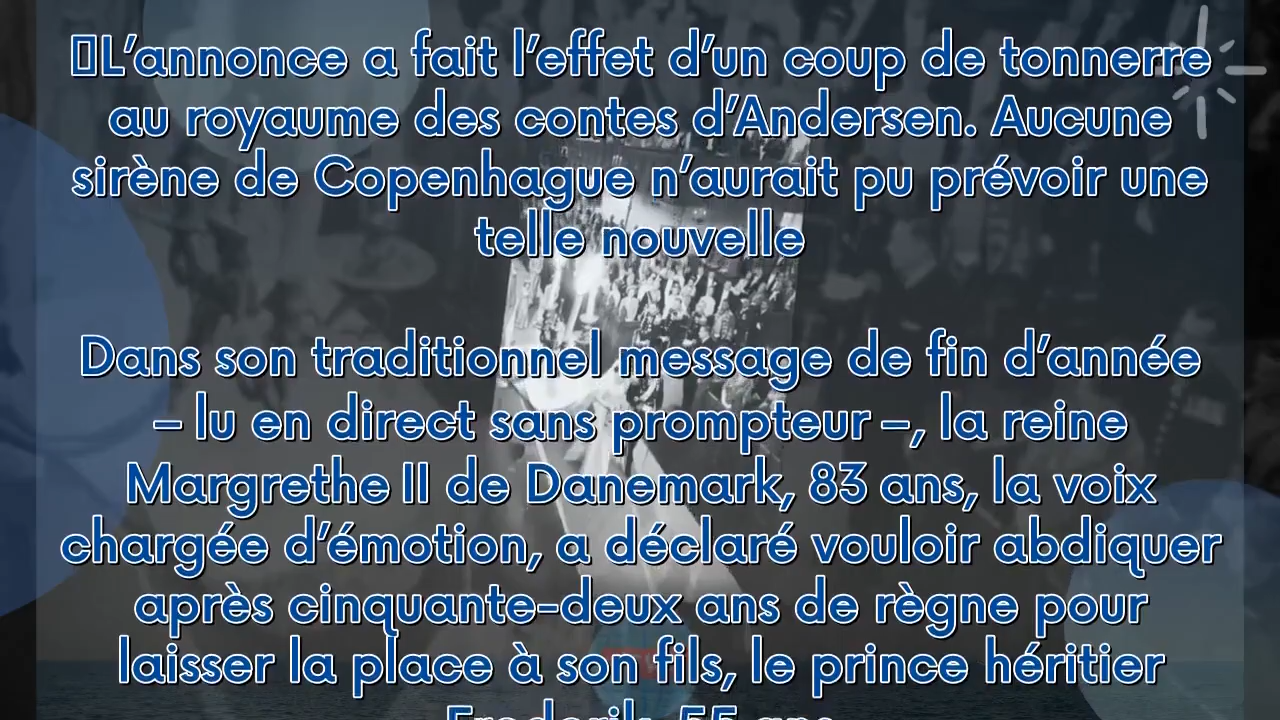 L’annonce a fait l’effet d’un coup de tonnerre
au royaume des contes d’Andersen. Aucune
sirène de Copenhague n’aurait pu prévoir une
telle nouvelle
Dans son traditionnel message de fin d’année
– lu en direct sans prompteur –, la reine
Margrethe II de Danemark, 83 ans, la voix
chargée d’émotion, a déclaré vouloir abdiquer
après cinquante-deux ans de règne pour
laisser la place à son fils, le prince héritier
Frederik, 55 ans